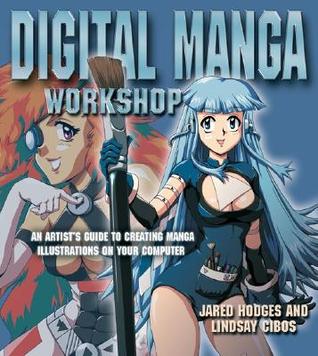 DIGITAL MANGA
WORKSHOP
AN ARTIST'S GUIDE TO CREATING MANGA
ILLUSTRATIONS ON YOUR COMPUTER
JARED HODGES AND
LINDSAY CIBOS